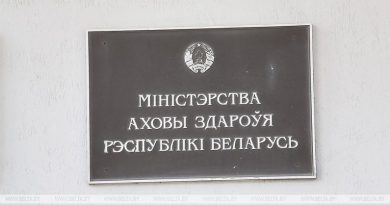 МІНІСТЭРСТВА
АХОВЫ ЗДАРОЎЯ
РЭСПУБЛІКІ БЕЛАРУСЬ